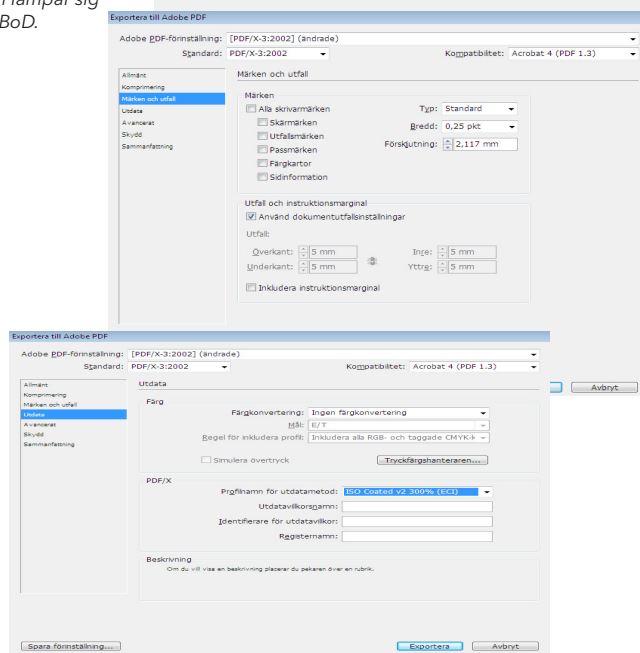 lämpar sig
BoD.
Exportera till Adobe PDF
Adobe PDF-förinställning: [PDF/X-3:2002] (ändrade)
Standard: PDF/X-3:2002 Kompatibilitet: Acrobat 4 (PDF 1.3)
Allmänt
Komprimering
Märken och utfall
Utdata
Avancerat
Skydd
Sammanfattning
Märken och utfall
Märken
Alla skrivarmärken Typ: Standard
Skärmärken Bredd: 0,25 pkt
Utfallsmärken
Passmärken Förskjutning: 2,117 mm
Färgkartor
Sidinformation
Utfall och instruktionsmarginal
Använd dokumentutfallsinställningar
Utfall:
Överkant: 5 mm Inre: 5 mm
Underkant: 5 mm Yttre: 5 mm
Inkludera instruktionsmarginal
Avbryt
Exportera till Adobe PDF
Adobe PDF-förinställning: [PDF/X-3:2002] (ändrade)
Standard: PDF/X-3:2002 Kompatibilitet: Acrobat 4 (PDF 1.3)
Allmänt
Komprimering
Märken och utfall
Utdata
Avancerat
Skydd
Sammanfattning
Utdata
Färg
Färgkonvertering: Ingen färgkonvertering
Mål: E/T
Regel för inkludera profil: Inkludera alla RGB- och taggade CMYK-k
Simulera övertryck Tryckfärgshanteraren...
PDF/X
Profilnamn för utdatametod: ISO Coated v2 300% (ECI)
Utdatavillkorsnamn:
Identifierare för utdatavillkor:
Registernamn:
Beskrivning
Om du vill visa en beskrivning placerar du pekaren över en rubrik.
Spara förinställning... Exportera Avbryt